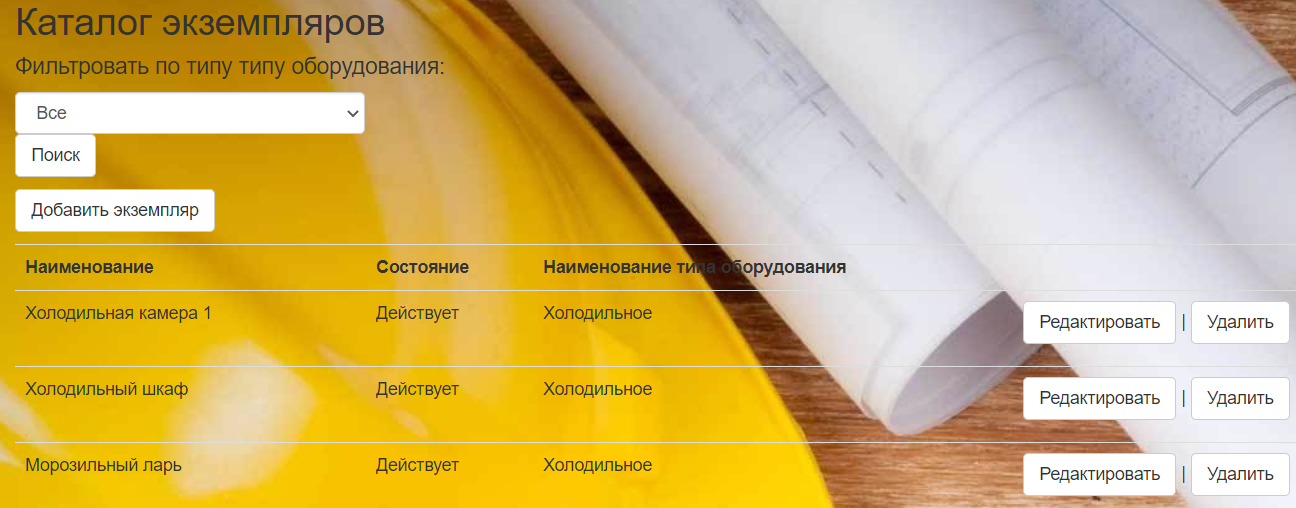 Каталог экземпляров
Фильтровать по типу типу оборудования:
Все
Поиск
Добавить экземпляр
Наименование Состояние Наименование типа оборудования
Холодильная камера 1 Действует Холодильное Редактировать | Удалить
Холодильный шкаф Действует Холодильное Редактировать | Удалить
Морозильный ларь Действует Холодильное Редактировать | Удалить